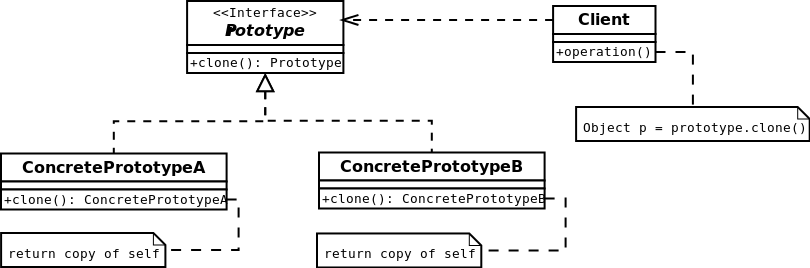 <<Interface>>
Pototype
+clone(): Prototype
Client
+operation()
Object p = prototype.clone()
ConcretePrototypeA
+clone(): ConcretePrototypeA
return copy of self
ConcretePrototypeB
+clone(): ConcretePrototypeB
return copy of self